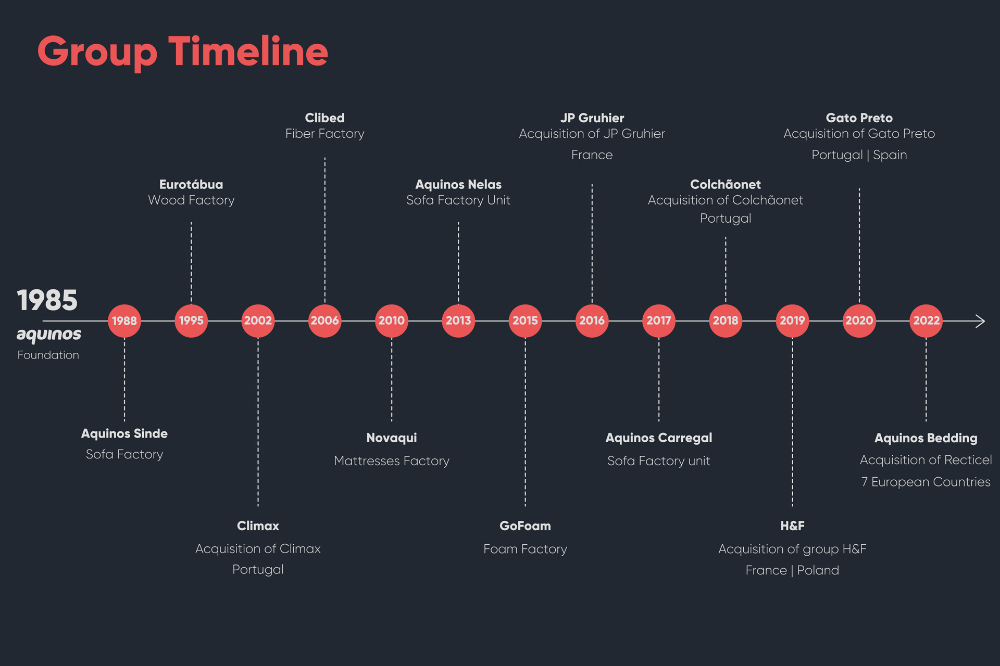 Group Timeline
1985
aquinos
Foundation
1988
Aquinos Sinde
Sofa Factory
1995
Eurotábua
Wood Factory
2002
Climax
Acquisition of Climax
Portugal
2006
Clibed
Fiber Factory
2010
Novaqui
Mattresses Factory
2013
Aquinos Nelas
Sofa Factory Unit
2015
GoFoam
Foam Factory
2016
JP Gruhier
Acquisition of JP Gruhier
France
2017
Aquinos Carregal
Sofa Factory unit
2018
Colchãonet
Acquisition of Colchãonet
Portugal
2019
H&F
Acquisition of group H&F
France | Poland
2020
Gato Preto
Acquisition of Gato Preto
Portugal | Spain
2022
Aquinos Bedding
Acquisition of Recticel
7 European Countries